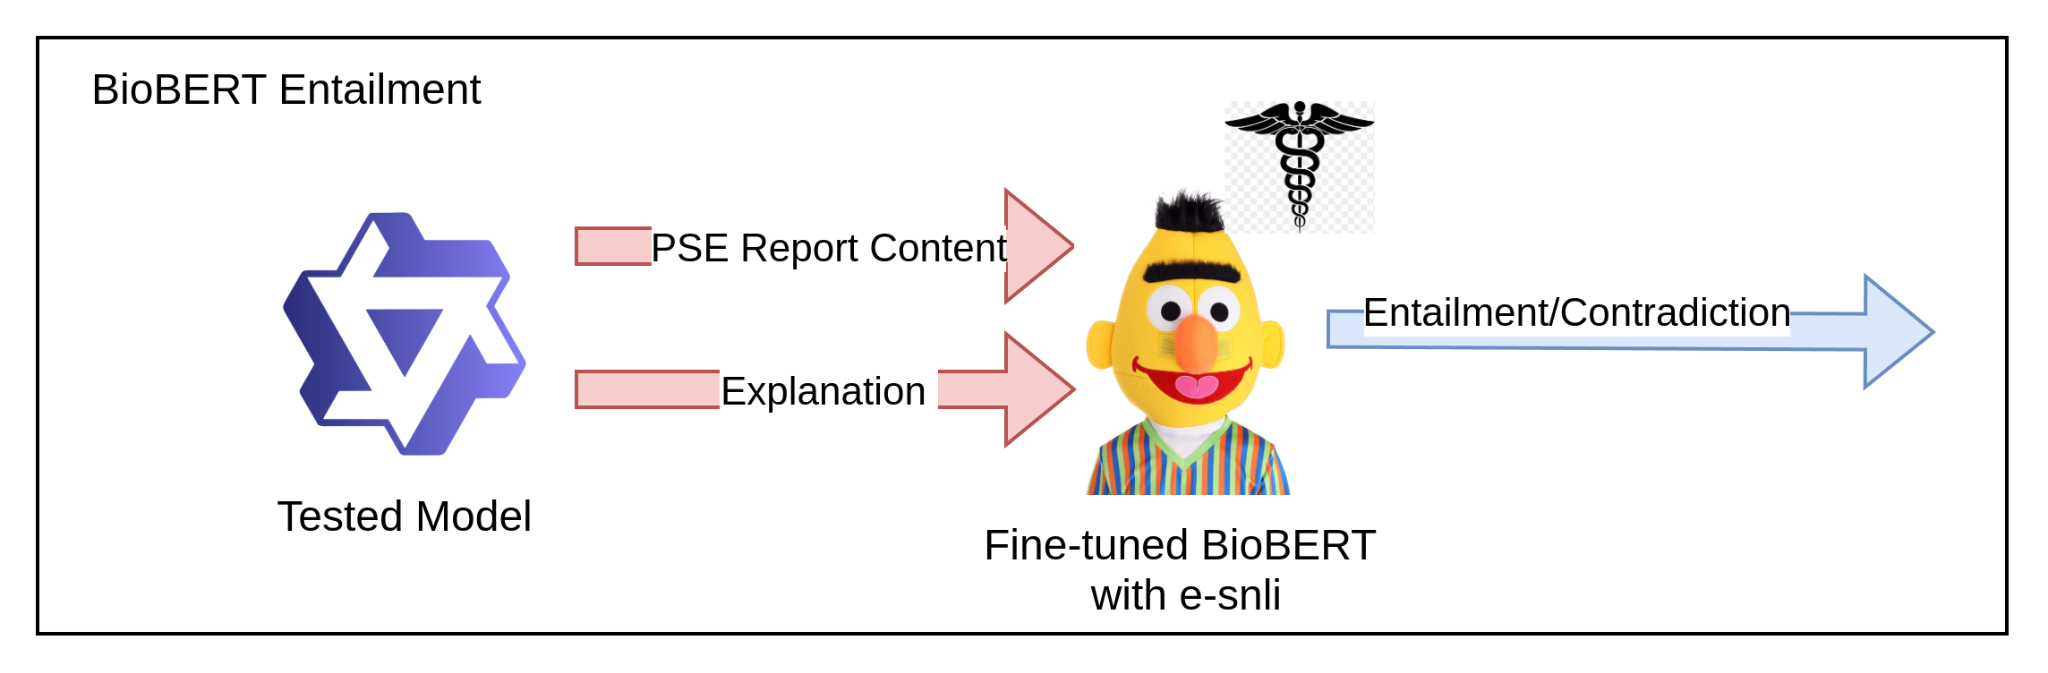 BioBERT Entailment
PSE Report Content
Explanation
Entailment/Contradiction
Tested Model
Fine-tuned BioBERT
with e-snli